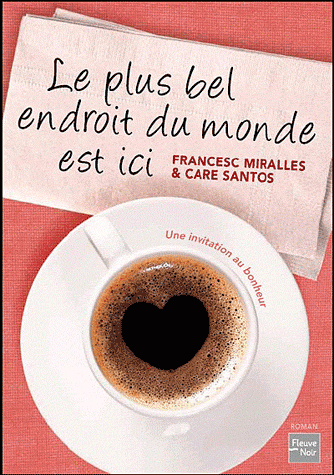 Le plus bel
endroit du monde
est ici
FRANCESC MIRALLES
& CARE SANTOS
Une invitation au bonheur
ROMAN
Fleuve
Noir